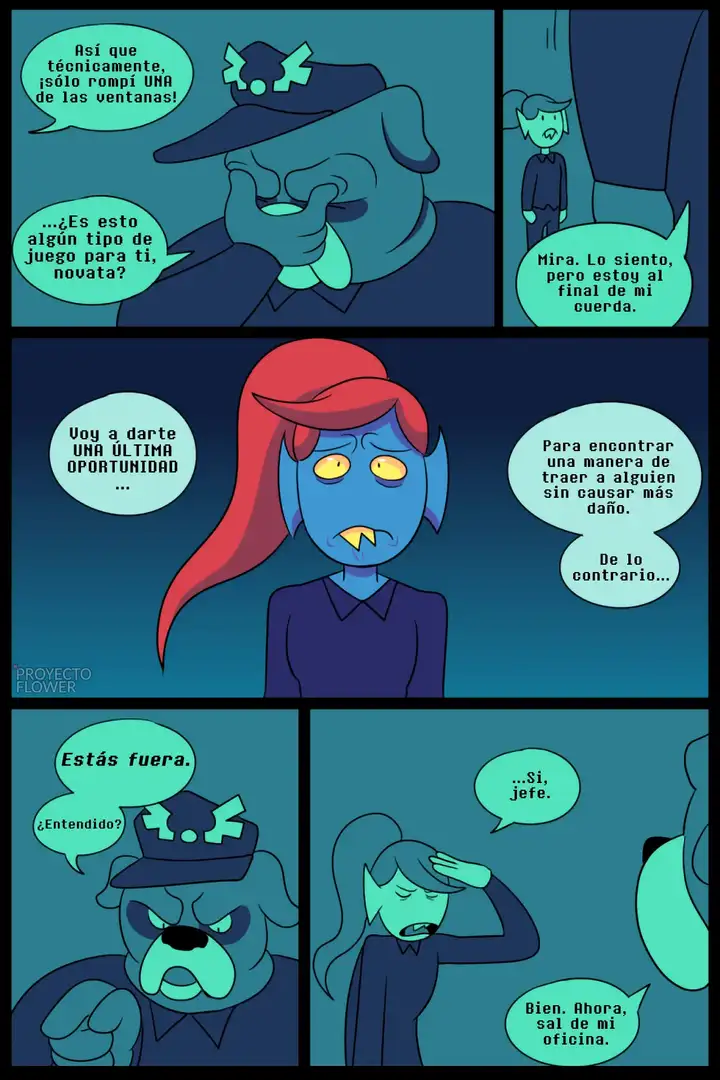 Así que
técnicamente,
¡sólo rompí UNA
de las ventanas!
...¿Es esto
algún tipo de
juego para ti,
novata?
Mira. Lo siento,
pero estoy al
final de mi
cuerda.
Voy a darte
UNA ÚLTIMA
OPORTUNIDAD
...
Para encontrar
una manera de
traer a alguien
sin causar más
daño.
De lo
contrario...
PROYECTO
FLOWER
Estás fuera.
¿Entendido?
...Si,
jefe.
Bien. Ahora,
sal de mi
oficina.